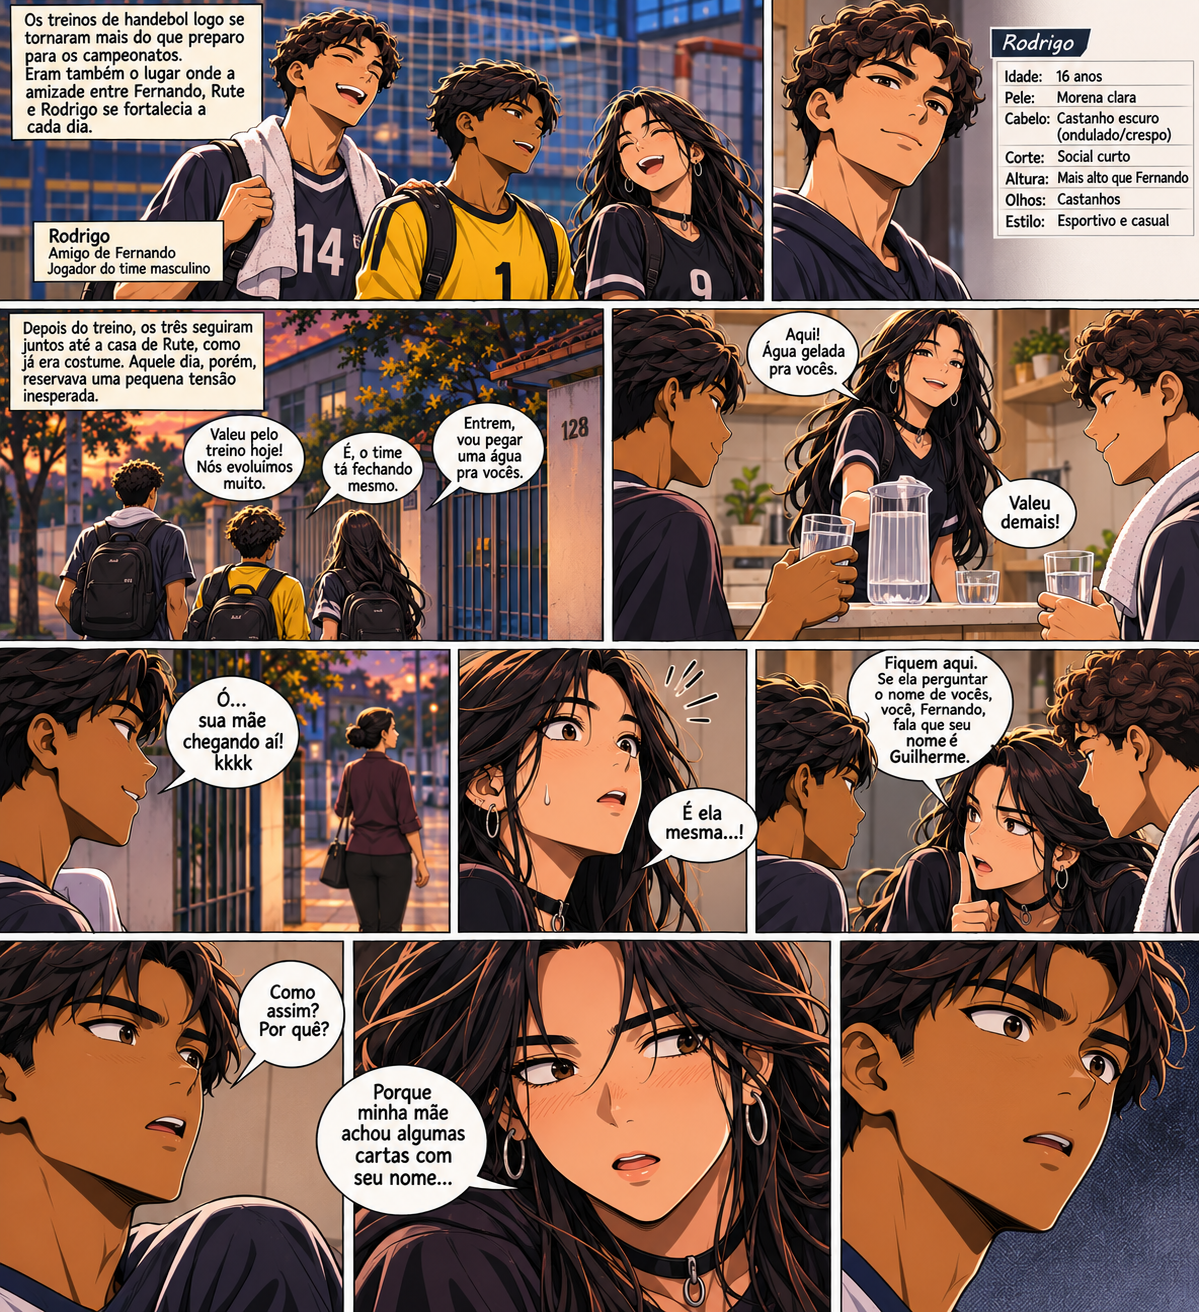 Os treinos de handebol logo se
tornaram mais do que preparo
para os campeonatos.
Eram também o lugar onde a
amizade entre Fernando, Rute
e Rodrigo se fortalecia a
cada dia.
Rodrigo
Amigo de Fernando
Jogador do time masculino
14
1
9
Rodrigo
Idade: 16 anos
Pele: Morena clara
Cabelo: Castanho escuro
(ondulado/crespo)
Corte: Social curto
Altura: Mais alto que Fernando
Olhos: Castanhos
Estilo: Esportivo e casual
Depois do treino, os três seguiram
juntos até a casa de Rute, como
já era costume. Aquele dia, porém,
reservava uma pequena tensão
inesperada.
Valeu pelo
treino hoje!
Nós evoluímos
muito.
É, o time
tá fechando
mesmo.
Entrem,
vou pegar
uma água
pra vocês.
128
Aqui!
Água gelada
pra vocês.
Valeu
demais!
Ó...
sua mãe
chegando aí!
kkkk
É ela
mesma...!
Fiquem aqui.
Se ela perguntar
o nome de vocês,
você, Fernando,
fala que seu
nome é
Guilherme.
Como
assim?
Por quê?
Porque
minha mãe
achou algumas
cartas com
seu nome...